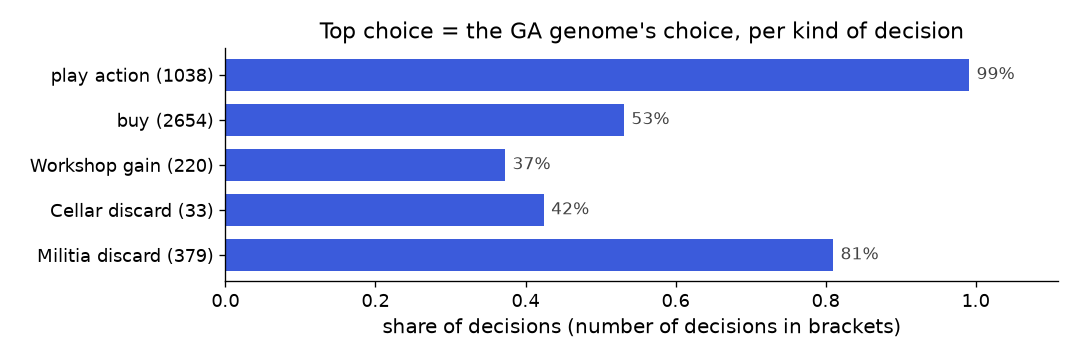 Top choice = the GA genome's choice, per kind of decision
play action (1038)
99%
buy (2654)
53%
Workshop gain (220)
37%
Cellar discard (33)
42%
Militia discard (379)
81%
0.0 0.2 0.4 0.6 0.8 1.0
share of decisions (number of decisions in brackets)